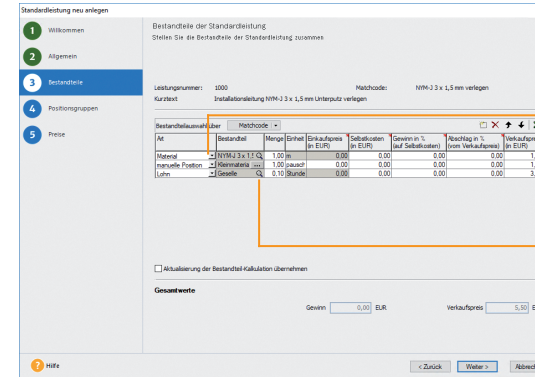 Standardleistung neu anlegen
1 Willkommen
2 Allgemein
3 Bestandteile
4 Positionsgruppen
5 Preise
Bestandteile der Standardleistung
Stellen Sie die Bestandteile der Standardleistung zusammen
Leistungsnummer: 1000 Matchcode: NYM-J 3 x 1,5 mm verlegen
Kurztext Installationsleitung NYM-J 3 x 1,5 mm Unterputz verlegen
Bestandteilauswahl über Matchcode
Art Bestandteil Menge Einheit Einkaufspreis (in EUR) Selbstkosten (in EUR) Gewinn in % (auf Selbstkosten) Abschlag in % (vom Verkaufspreis) Verkaufspre (in EUR)
Material NYM-J 3 x 1,5 1,00 m 0,00 0,00 0,00 0,00 1,
manuelle Position Kleinmateria ... 1,00 pausch 0,00 0,00 0,00 0,00 1,
Lohn Geselle 0,10 Stunde 0,00 0,00 0,00 0,00 3,
Aktualisierung der Bestandteil-Kalkulation übernehmen
Gesamtwerte
Gewinn 0,00 EUR Verkaufspreis 5,50 E
? Hilfe
< Zurück Weiter > Abbrech